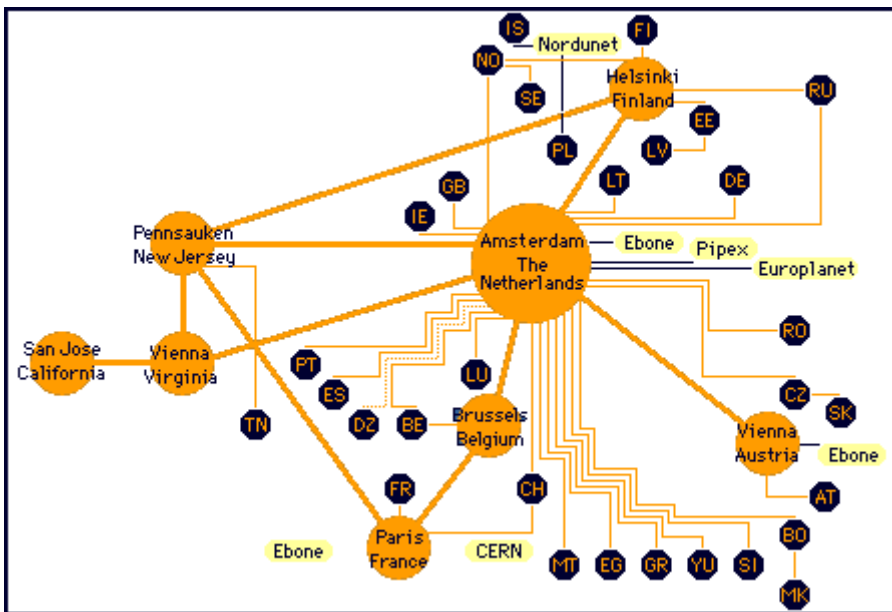 IS
FI
Nordunet
NO
Helsinki
Finland
SE
RU
EE
PL
LV
GB
LT
DE
IE
Pennsauken
New Jersey
Amsterdam
The
Netherlands
Ebone
Pipex
Europlanet
RO
San Jose
California
Vienna
Virginia
PT
LU
ES
CZ
SK
TN
DZ
BE
Brussels
Belgium
Vienna
Austria
Ebone
FR
CH
AT
Paris
France
Ebone
CERN
BO
MT
EG
GR
YU
SI
MK